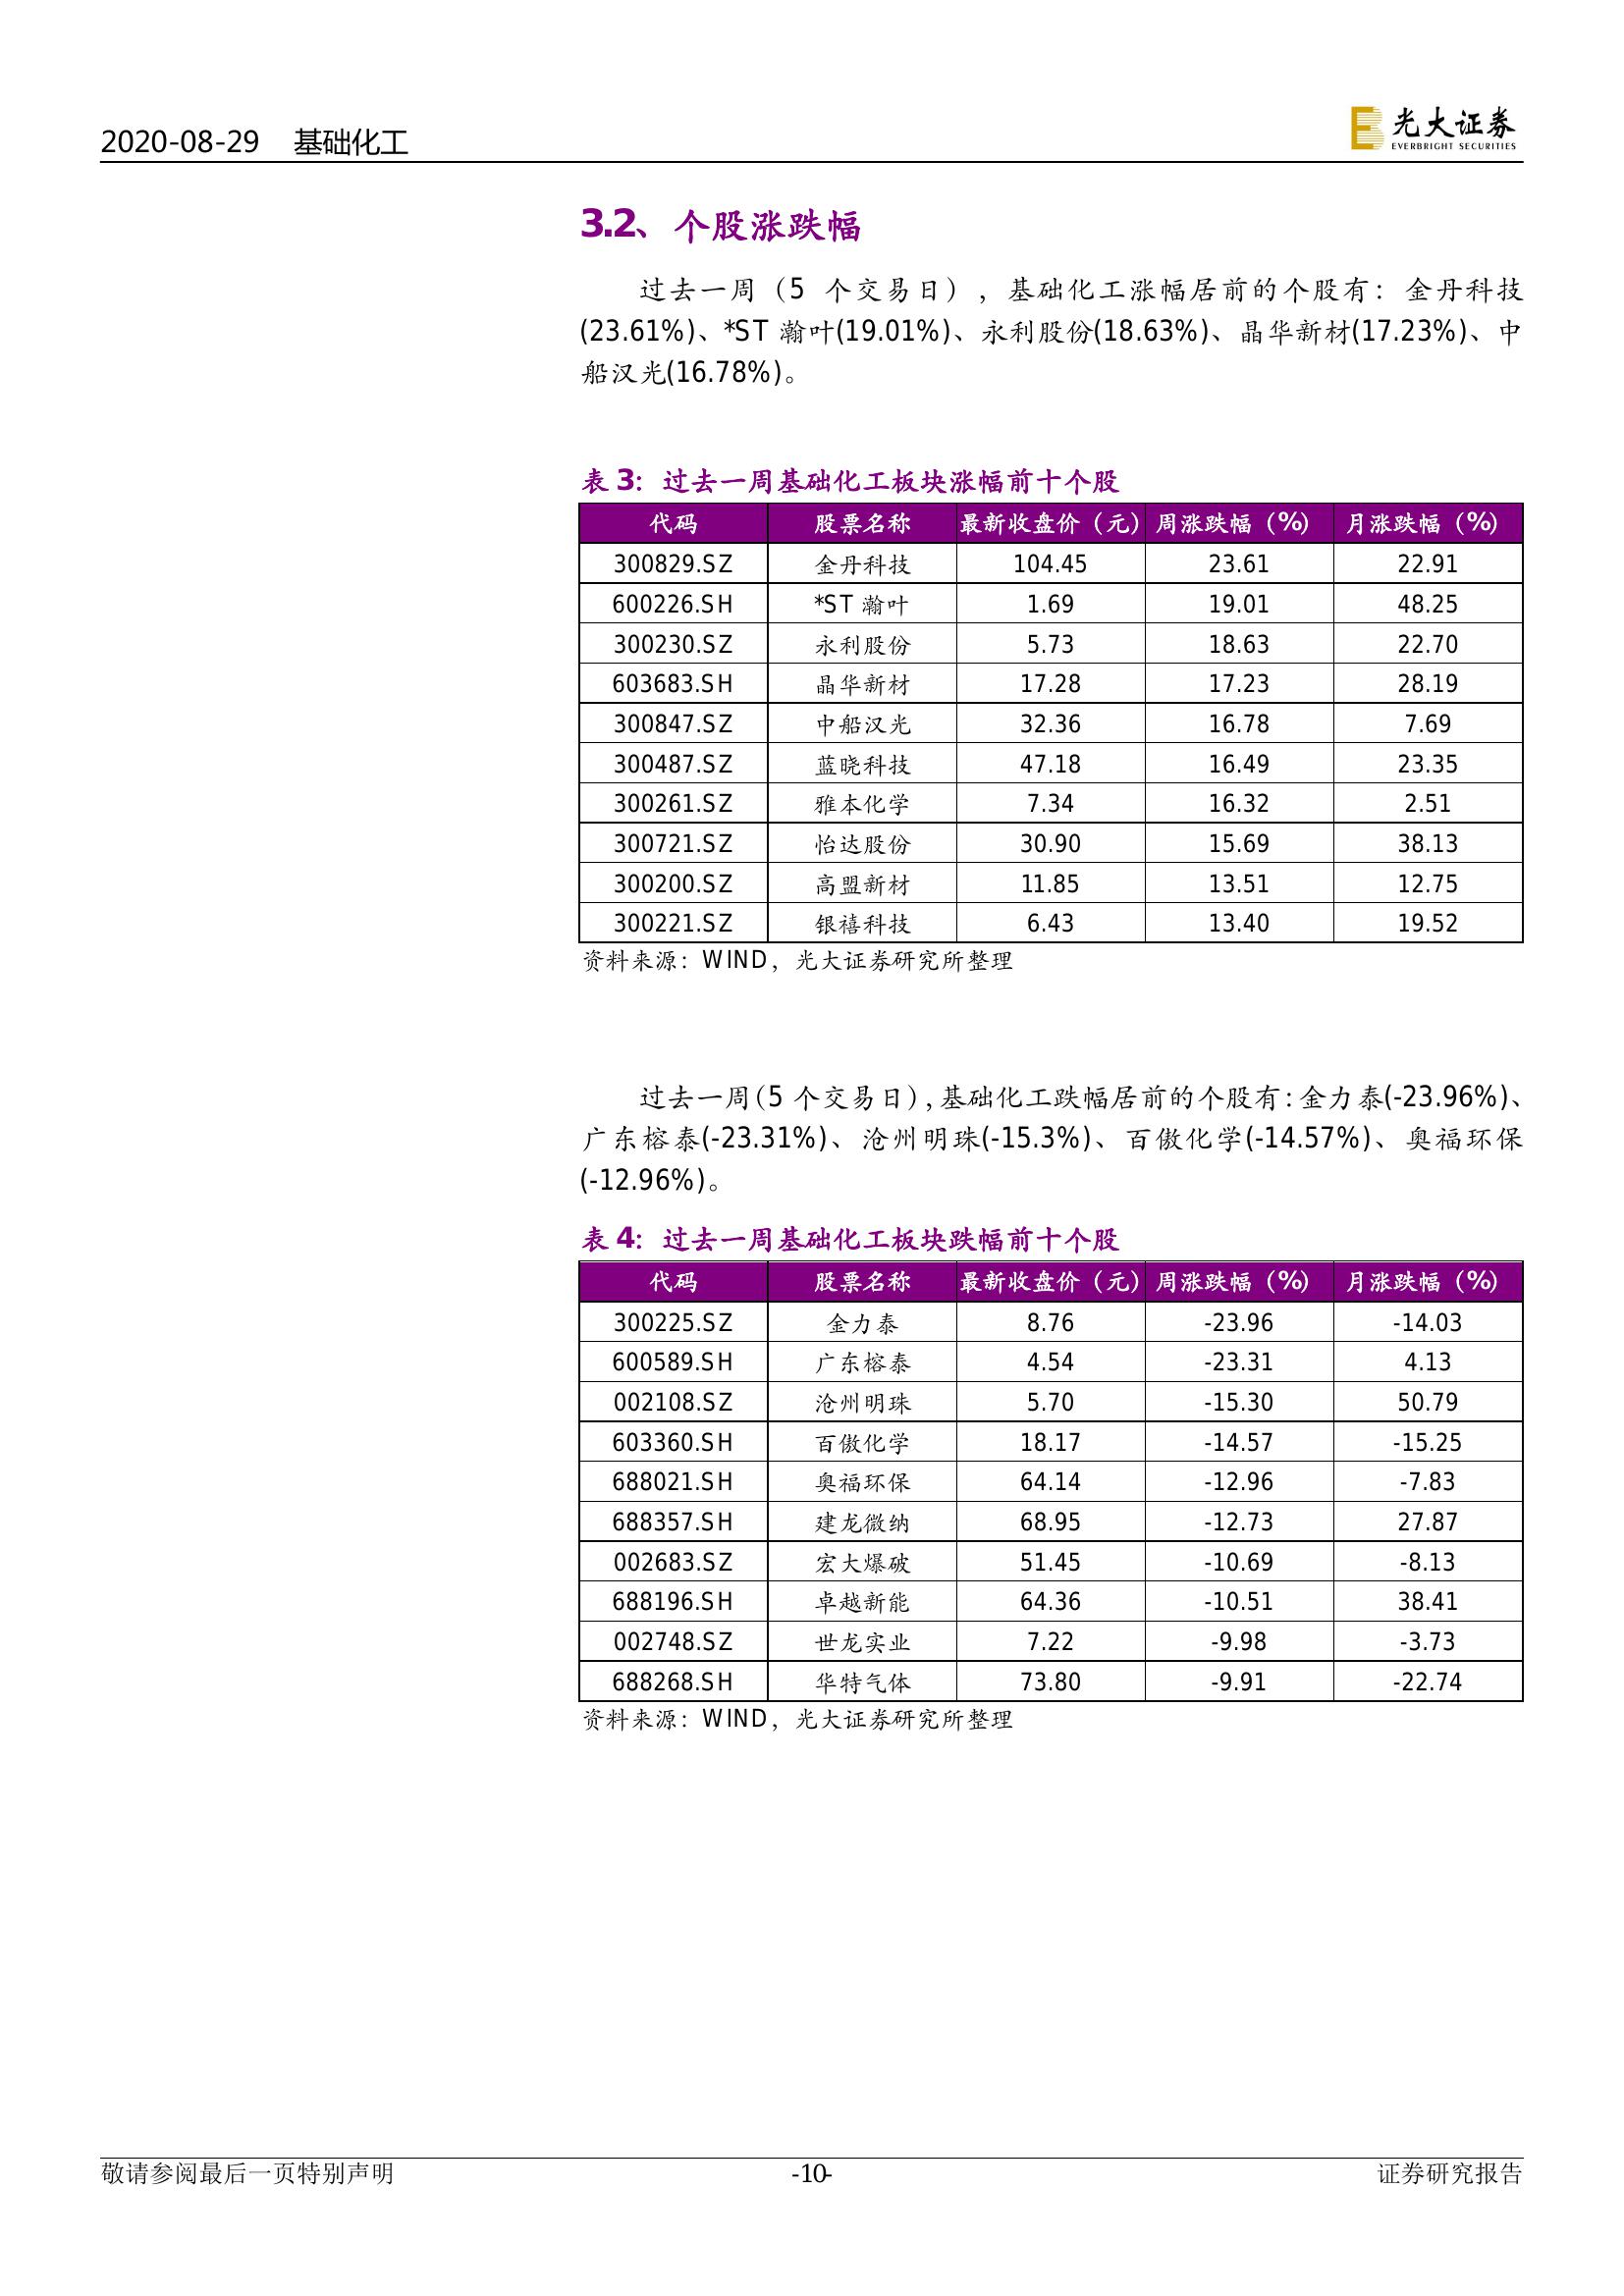 2020-08-29 基础化工
光大证券
EVERBRIGHT SECURITIES
3.2、个股涨跌幅
过去一周（5 个交易日），基础化工涨幅居前的个股有：金丹科技
(23.61%)、*ST 瀚叶(19.01%)、永利股份(18.63%)、晶华新材(17.23%)、中
船汉光(16.78%)。
表 3：过去一周基础化工板块涨幅前十个股
代码 股票名称 最新收盘价（元） 周涨跌幅（%） 月涨跌幅（%）
300829.SZ 金丹科技 104.45 23.61 22.91
600226.SH *ST 瀚叶 1.69 19.01 48.25
300230.SZ 永利股份 5.73 18.63 22.70
603683.SH 晶华新材 17.28 17.23 28.19
300847.SZ 中船汉光 32.36 16.78 7.69
300487.SZ 蓝晓科技 47.18 16.49 23.35
300261.SZ 雅本化学 7.34 16.32 2.51
300721.SZ 怡达股份 30.90 15.69 38.13
300200.SZ 高盟新材 11.85 13.51 12.75
300221.SZ 银禧科技 6.43 13.40 19.52
资料来源：WIND，光大证券研究所整理
过去一周（5 个交易日），基础化工跌幅居前的个股有：金力泰(-23.96%)、
广东榕泰(-23.31%)、沧州明珠(-15.3%)、百傲化学(-14.57%)、奥福环保
(-12.96%)。
表 4：过去一周基础化工板块跌幅前十个股
代码 股票名称 最新收盘价（元） 周涨跌幅（%） 月涨跌幅（%）
300225.SZ 金力泰 8.76 -23.96 -14.03
600589.SH 广东榕泰 4.54 -23.31 4.13
002108.SZ 沧州明珠 5.70 -15.30 50.79
603360.SH 百傲化学 18.17 -14.57 -15.25
688021.SH 奥福环保 64.14 -12.96 -7.83
688357.SH 建龙微纳 68.95 -12.73 27.87
002683.SZ 宏大爆破 51.45 -10.69 -8.13
688196.SH 卓越新能 64.36 -10.51 38.41
002748.SZ 世龙实业 7.22 -9.98 -3.73
688268.SH 华特气体 73.80 -9.91 -22.74
资料来源：WIND，光大证券研究所整理
敬请参阅最后一页特别声明 -10- 证券研究报告